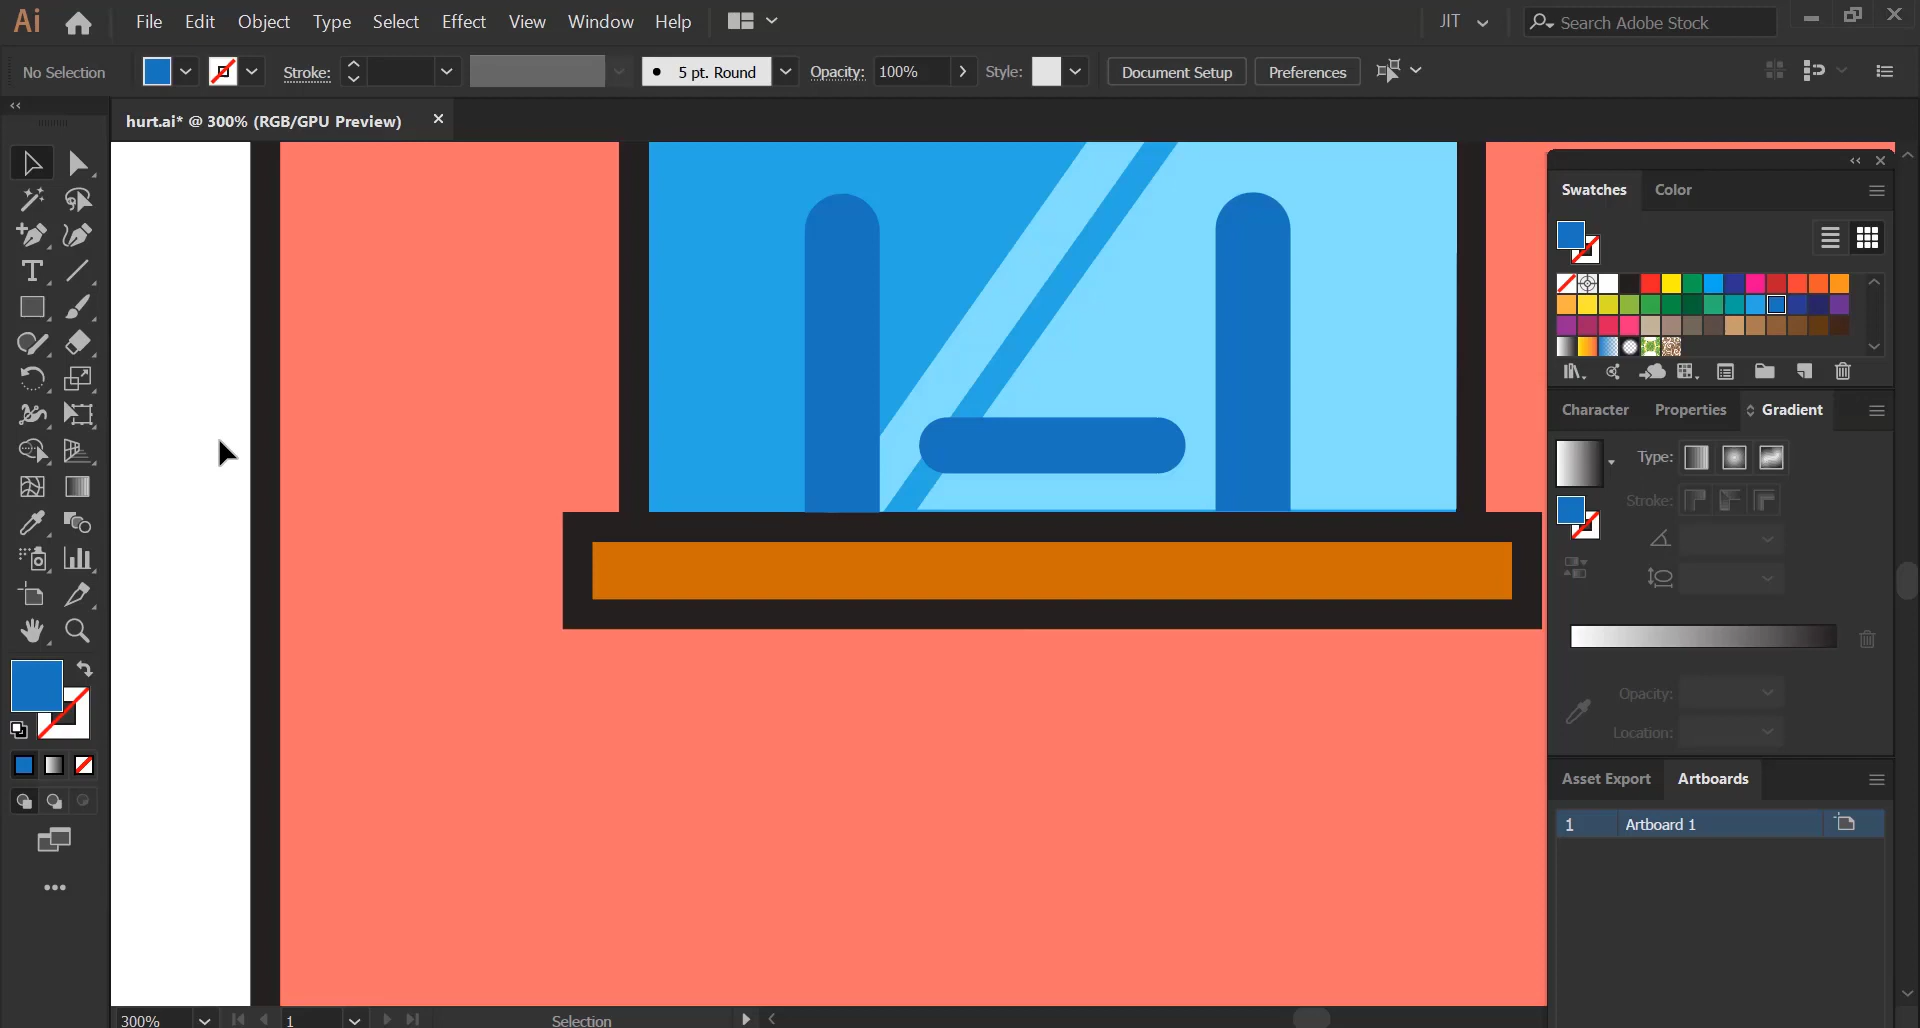 Ai File Edit Object Type Select Effect View Window Help JIT Search Adobe Stock
No Selection Stroke: 5 pt. Round Opacity: 100% Style: Document Setup Preferences
hurt.ai* @ 300% (RGB/GPU Preview)
Swatches Color
Character Properties Gradient
Type:
Stroke:
Opacity:
Location:
Asset Export Artboards
1 Artboard 1
300% 1 Selection